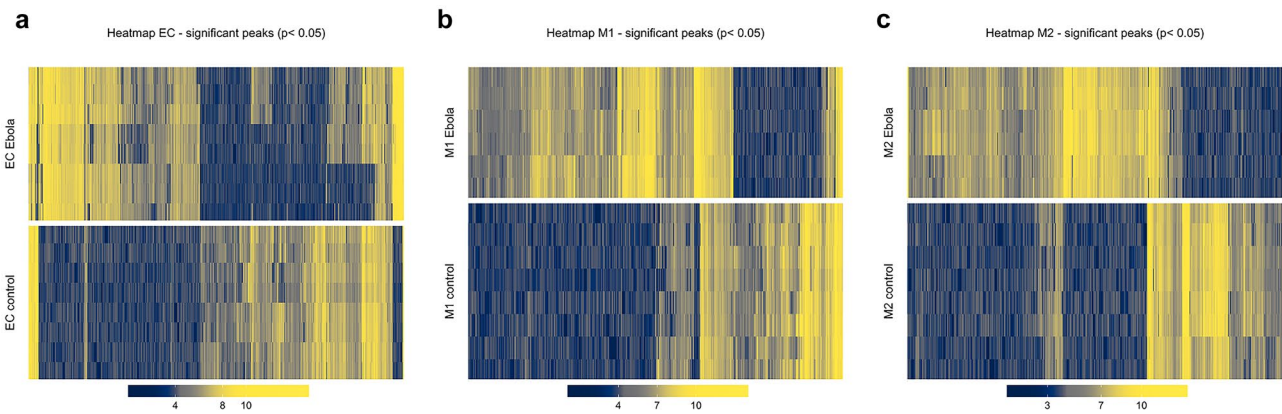 a
Heatmap EC - significant peaks (p< 0.05)
EC Ebola
EC control
4 8 10
b
Heatmap M1 - significant peaks (p< 0.05)
M1 Ebola
M1 control
4 7 10
c
Heatmap M2 - significant peaks (p< 0.05)
M2 Ebola
M2 control
3 7 10